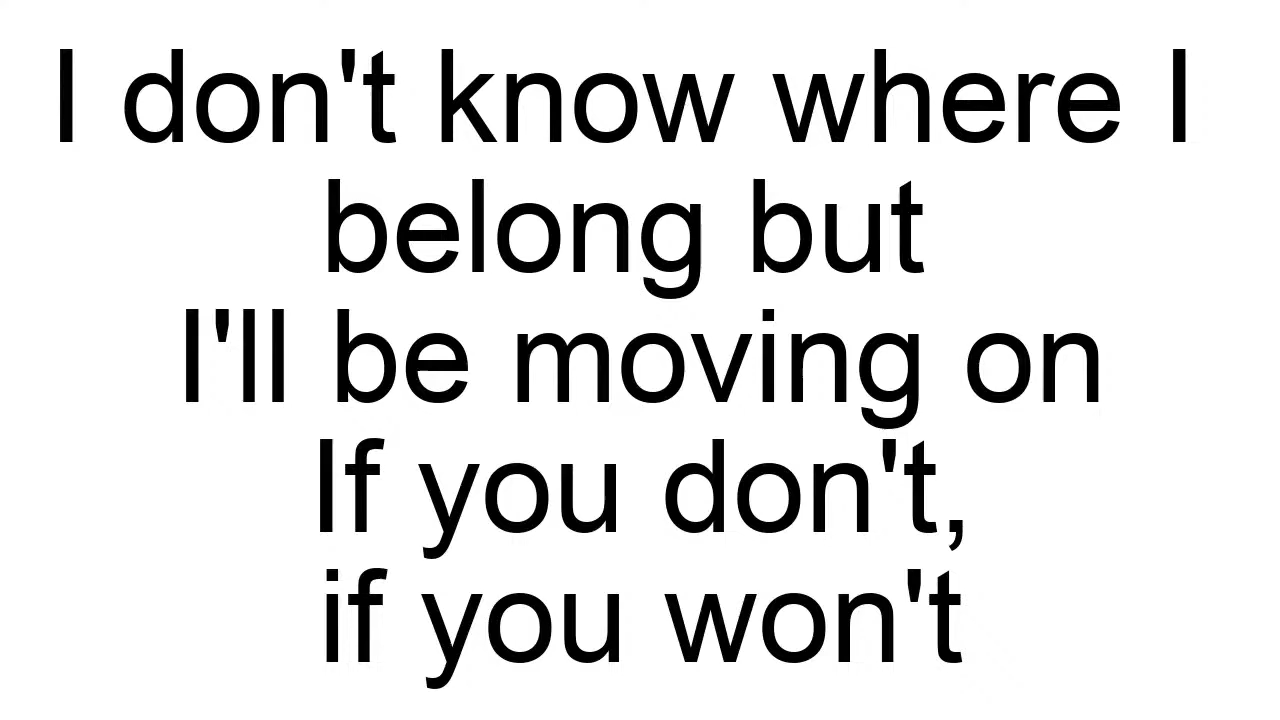 I don't know where I
belong but
I'll be moving on
If you don't,
if you won't